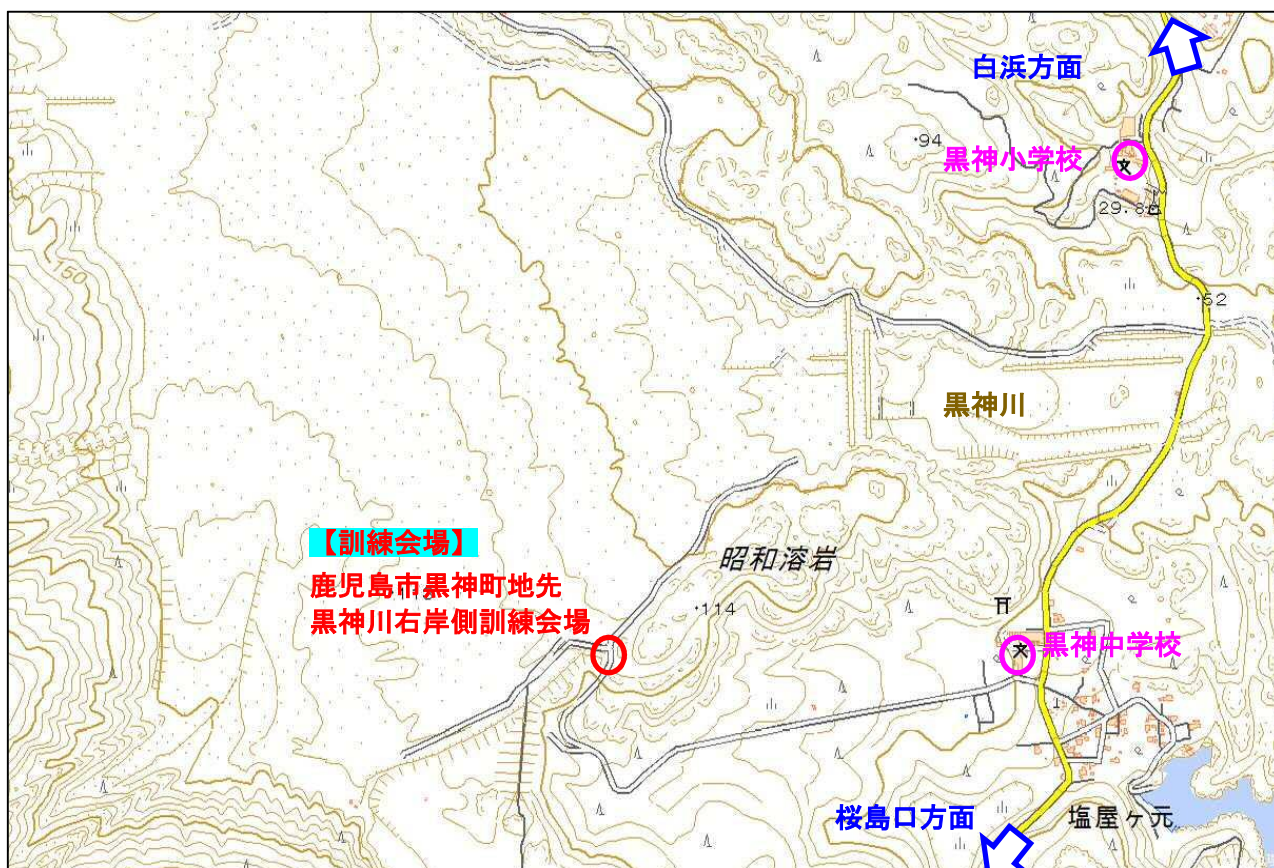 白浜方面
・94
黒神小学校
29.8
150
・52
黒神川
【訓練会場】
鹿児島市黒神町地先
黒神川右岸側訓練会場
昭和溶岩
・114
黒神中学校
桜島口方面
塩屋ヶ元